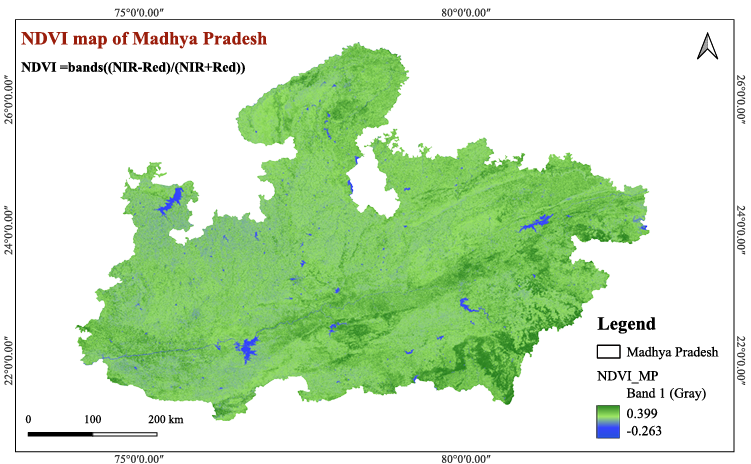 75°0'0.00"
80°0'0.00"
NDVI map of Madhya Pradesh
NDVI =bands((NIR-Red)/(NIR+Red))
26°0'0.00"
26°0'0.00"
24°0'0.00"
24°0'0.00"
22°0'0.00"
22°0'0.00"
Legend
Madhya Pradesh
NDVI_MP
Band 1 (Gray)
0.399
-0.263
0 100 200 km
75°0'0.00"
80°0'0.00"